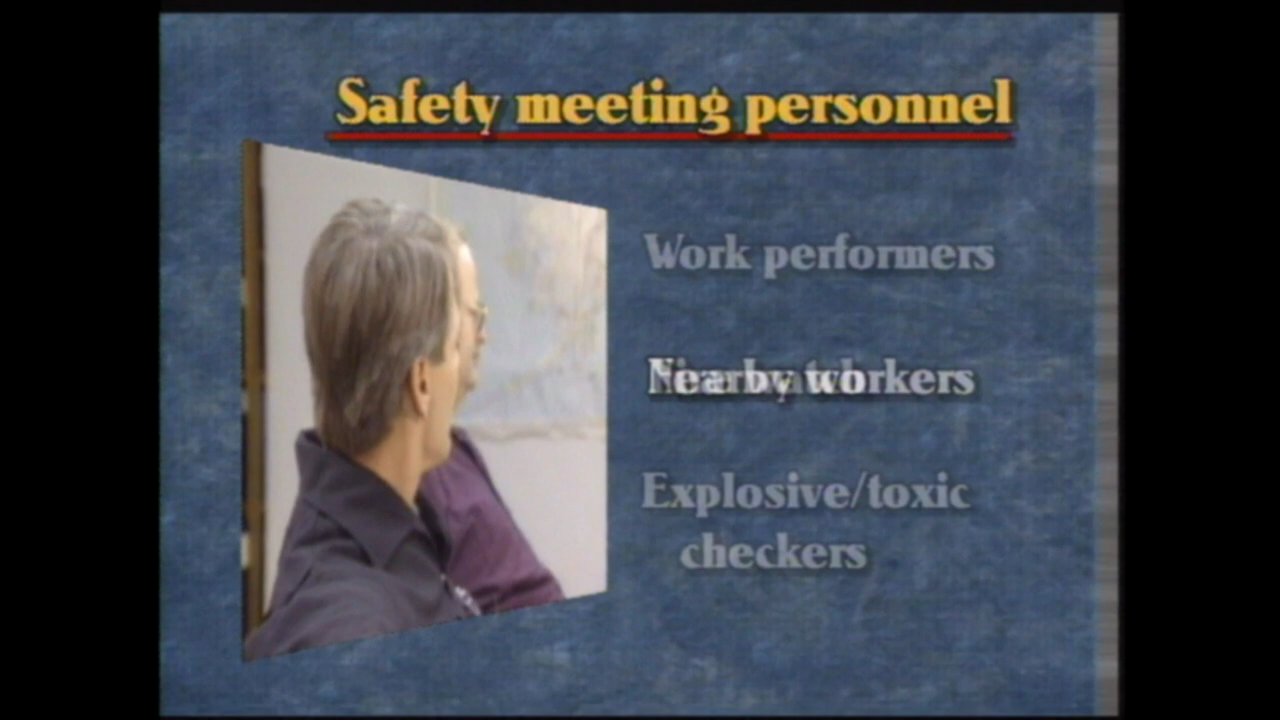 Safety meeting personnel
Work performers
Nearby workers
Explosive/toxic
checkers